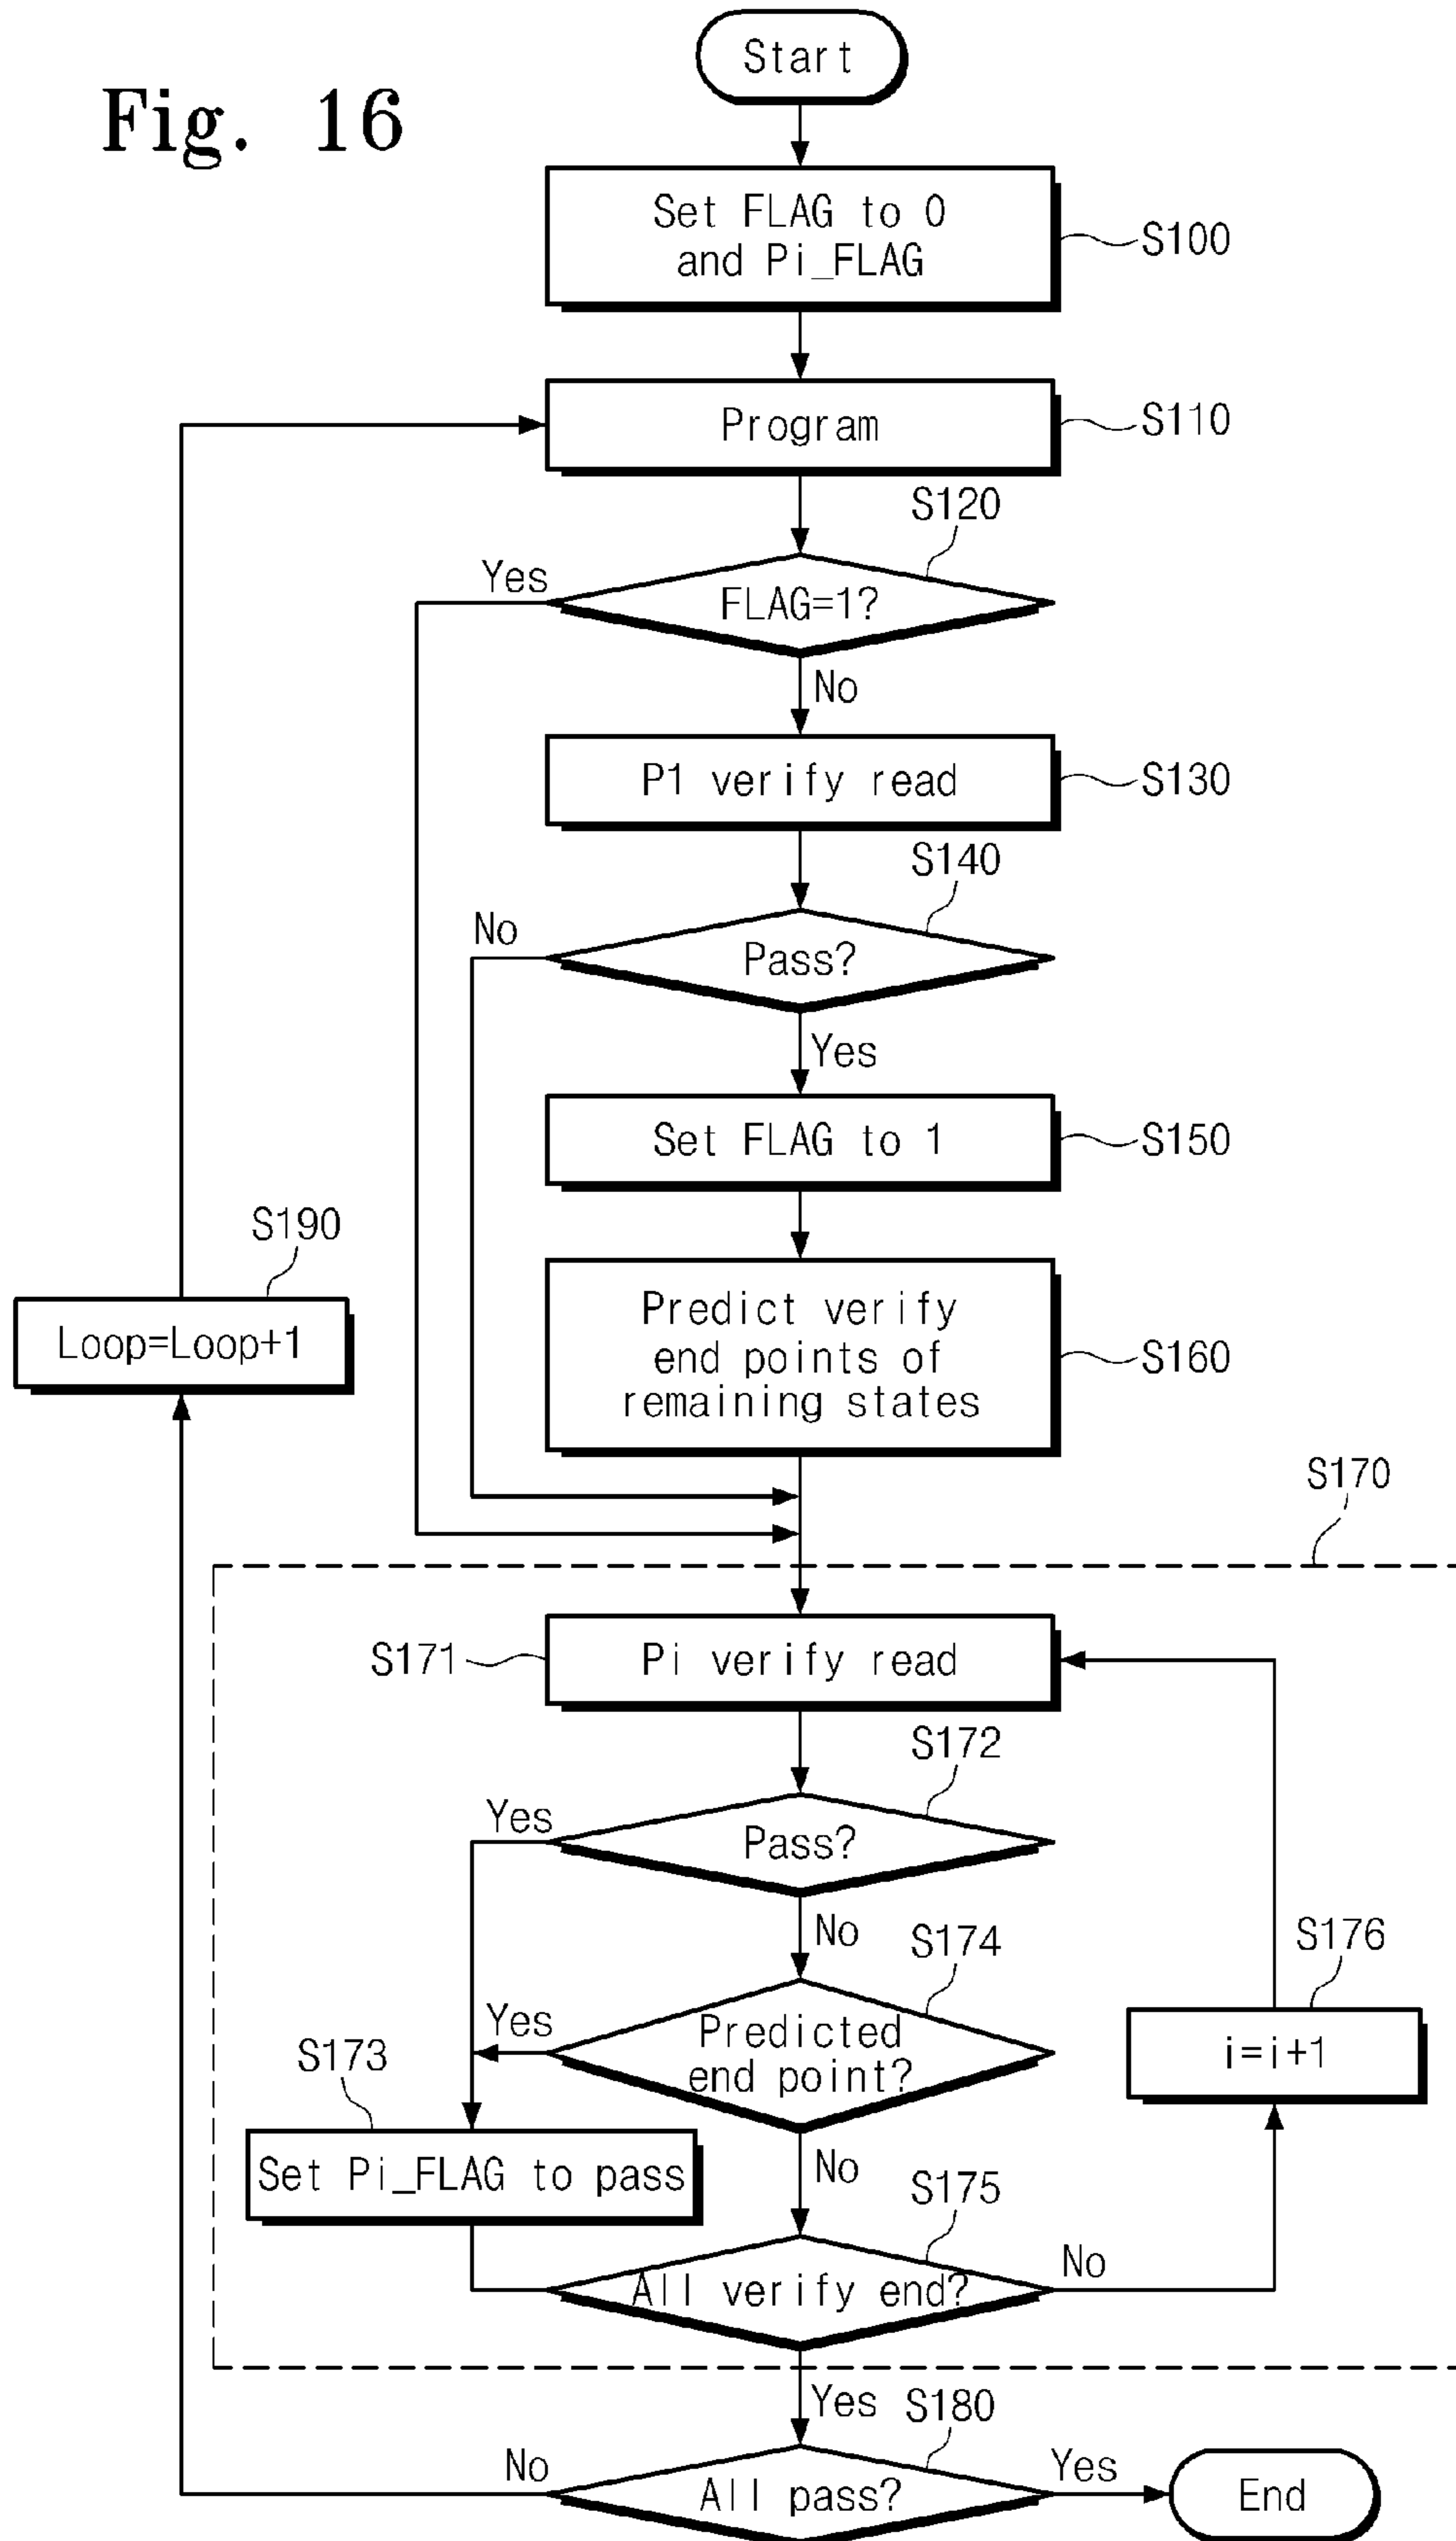 Fig. 16
Start
Set FLAG to 0
and Pi_FLAG
S100
Program
S110
S120
Yes
FLAG=1?
No
P1 verify read
S130
S140
No
Pass?
Yes
Set FLAG to 1
S150
S190
Loop=Loop+1
Predict verify
end points of
remaining states
S160
S170
S171
Pi verify read
S172
Yes
Pass?
No
S174
S176
Yes
Predicted
end point?
i=i+1
S173
Set Pi_FLAG to pass
No
S175
All verify end?
No
Yes
S180
No
All pass?
Yes
End